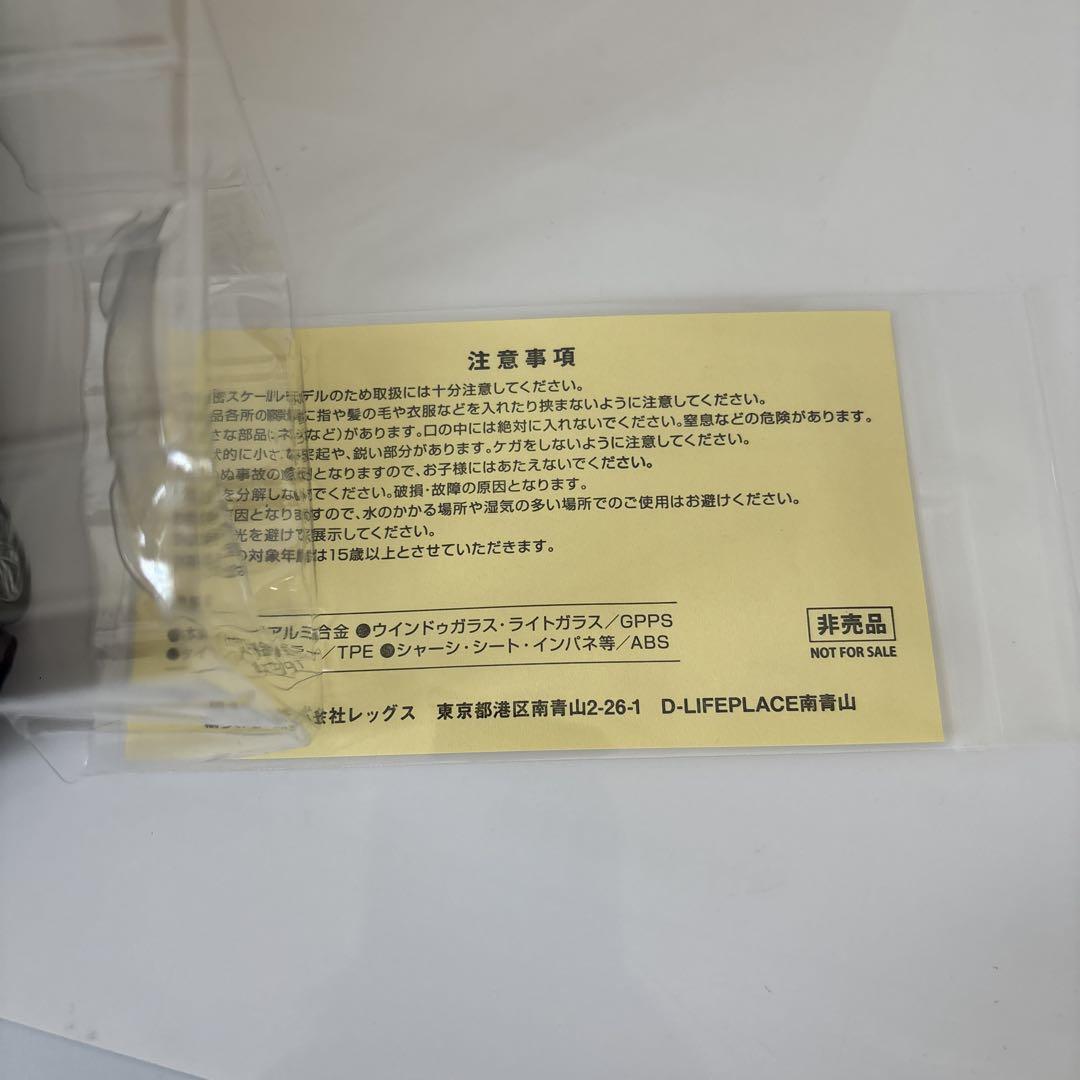 注意事項
密スケールモデルのため取扱には十分注意してください。
品各所の隙間に指や髪の毛や衣服などを入れたり挟まないように注意してください。
さな部品(ネジなど)があります。口の中には絶対に入れないでください。窒息などの危険があります。
状的に小さな突起や、鋭い部分があります。ケガをしないように注意してください。
ぬ事故の原因となりますので、お子様にはあたえないでください。
を分解しないでください。破損・故障の原因となります。
原因となりますので、水のかかる場所や湿気の多い場所でのご使用はお避けください。
光を避けて展示してください。
の対象年齢は15歳以上とさせていただきます。
アルミ合金 ●ウインドゥガラス・ライトガラス/GPPS
/TPE ●シャーシ・シート・インパネ等/ABS
非売品
NOT FOR SALE
会社レッグス 東京都港区南青山2-26-1 D-LIFEPLACE南青山